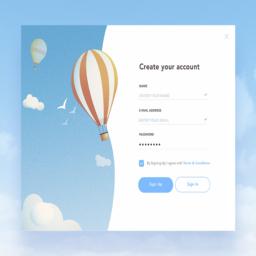 Create your account
NAME
ENTER YOUR NAME
E-MAIL ADDRESS
ENTER YOUR EMAIL
PASSWORD
By Signing Up I agree with Terms & Conditions
Sign Up
Sign In